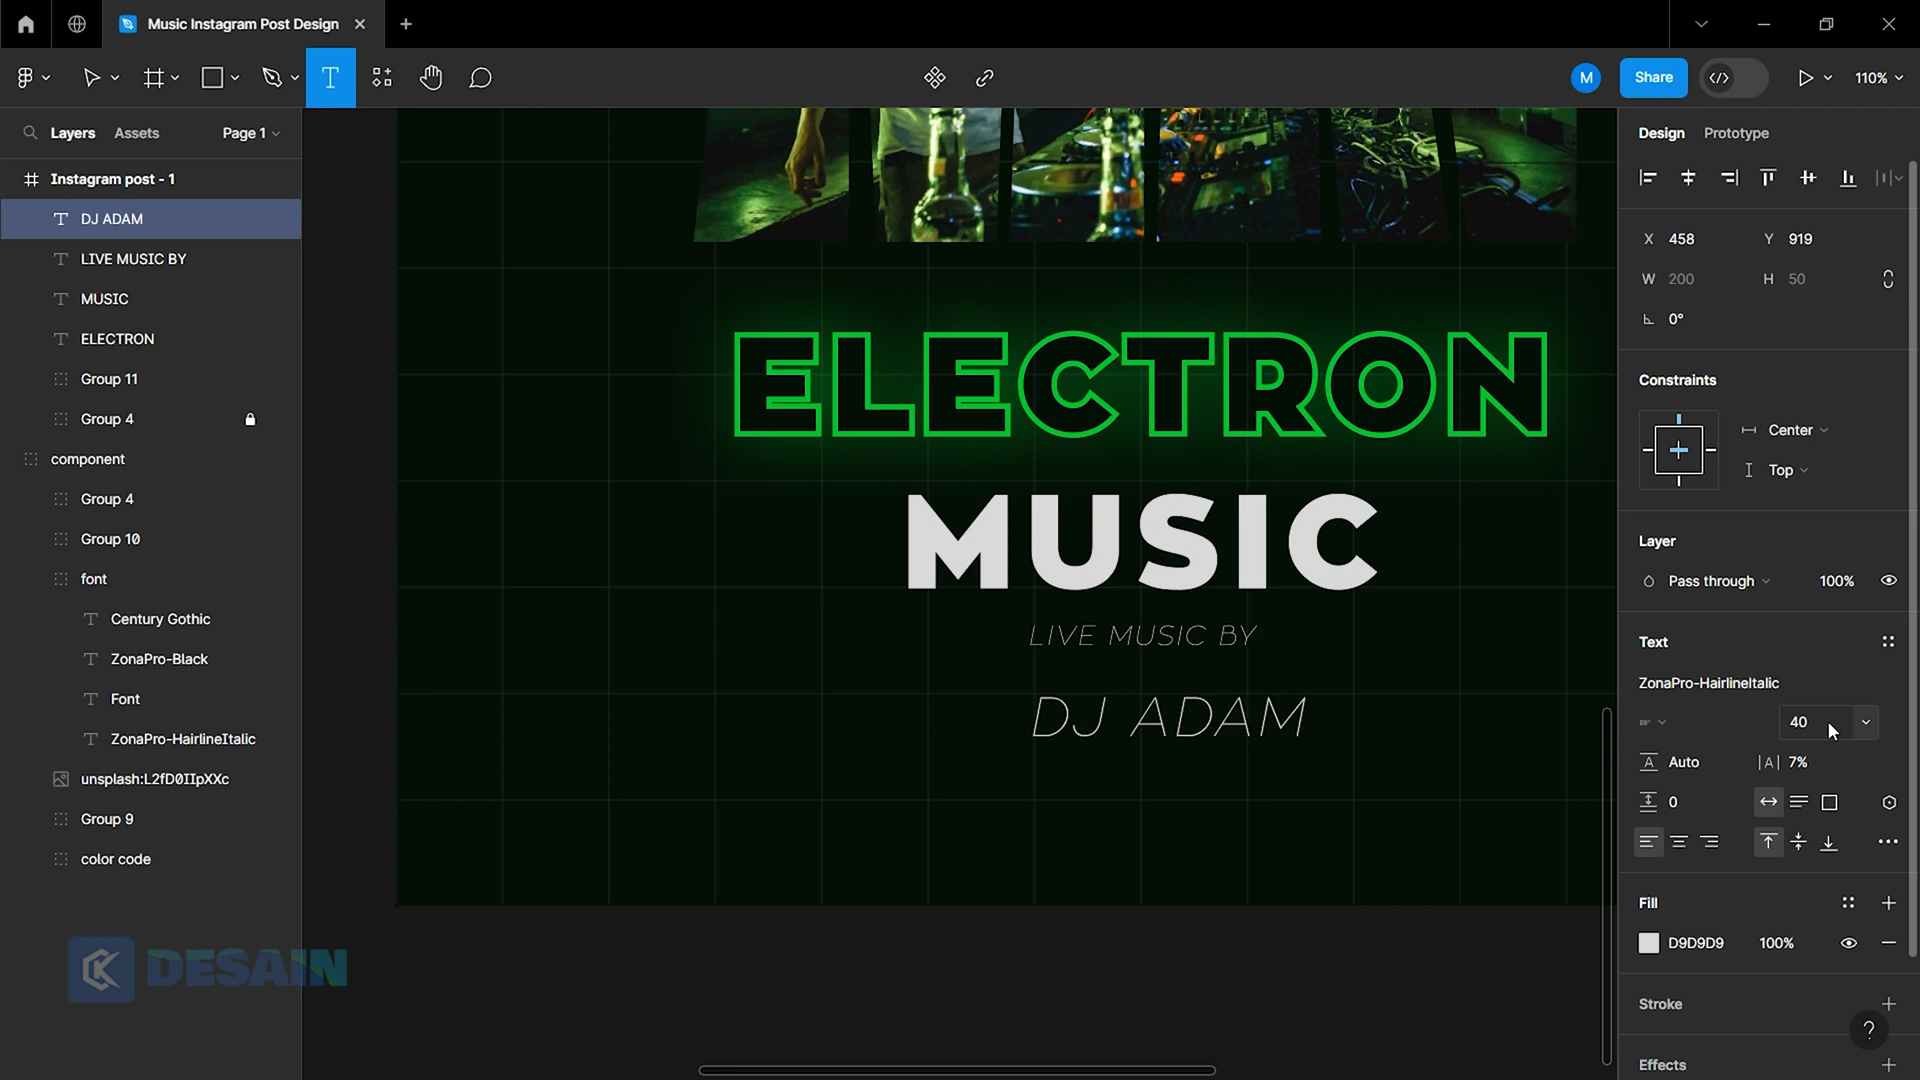 Music Instagram Post Design
T
M
Share
110%
Layers
Assets
Page 1
Instagram post - 1
DJ ADAM
LIVE MUSIC BY
MUSIC
ELECTRON
Group 11
Group 4
component
Group 4
Group 10
font
Century Gothic
ZonaPro-Black
Font
ZonaPro-HairlineItalic
unsplash:L2fD0IIpXXc
Group 9
color code
DESAIN
ELECTRON
MUSIC
LIVE MUSIC BY
DJ ADAM
Design
Prototype
X 458
Y 919
W 200
H 50
0°
Constraints
Center
Top
Layer
Pass through
100%
Text
ZonaPro-HairlineItalic
40
Auto
|A| 7%
0
Fill
D9D9D9
100%
Stroke
?
Effects